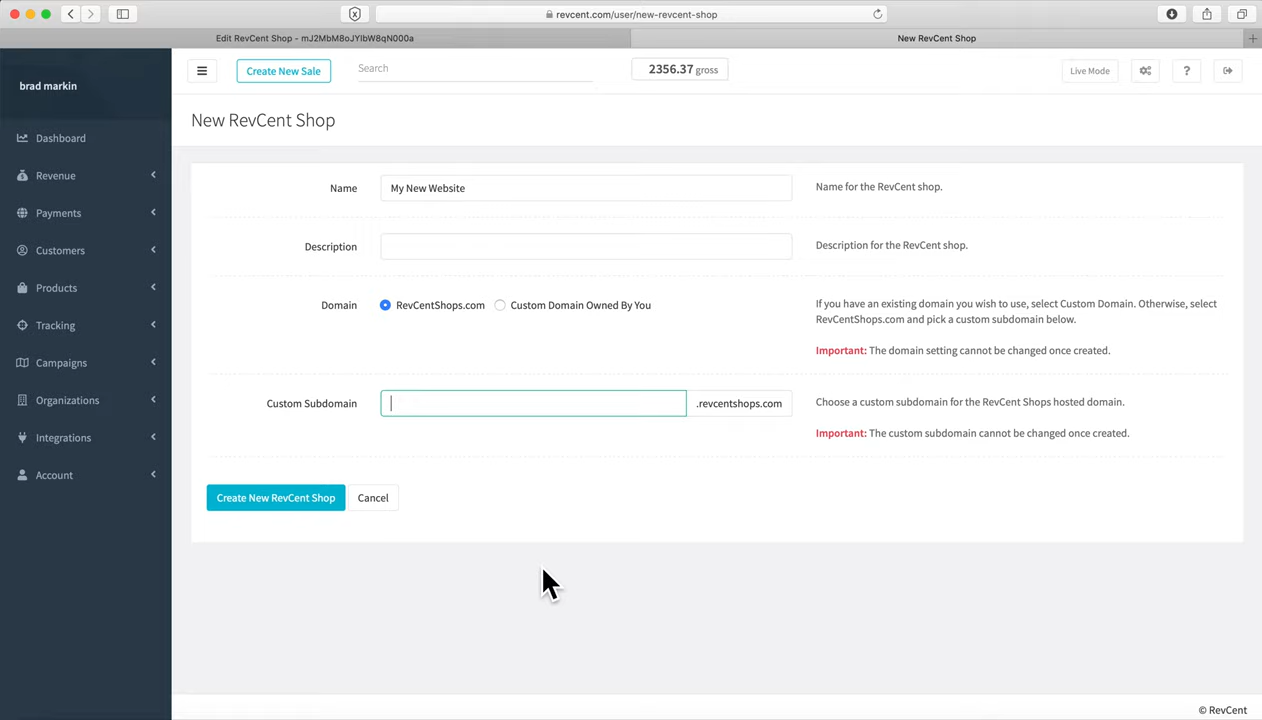 revcent.com/user/new-revcent-shop
Edit RevCent Shop - mJ2MbM8oJYlbW8qN000a
New RevCent Shop
brad markin
Create New Sale
Search
2356.37 gross
Live Mode
?
New RevCent Shop
Dashboard
Revenue
Payments
Customers
Products
Tracking
Campaigns
Organizations
Integrations
Account
Name
My New Website
Name for the RevCent shop.
Description
Description for the RevCent shop.
Domain
RevCentShops.com
Custom Domain Owned By You
If you have an existing domain you wish to use, select Custom Domain. Otherwise, select
RevCentShops.com and pick a custom subdomain below.
Important: The domain setting cannot be changed once created.
Custom Subdomain
.revcentshops.com
Choose a custom subdomain for the RevCent Shops hosted domain.
Important: The custom subdomain cannot be changed once created.
Create New RevCent Shop
Cancel
© RevCent